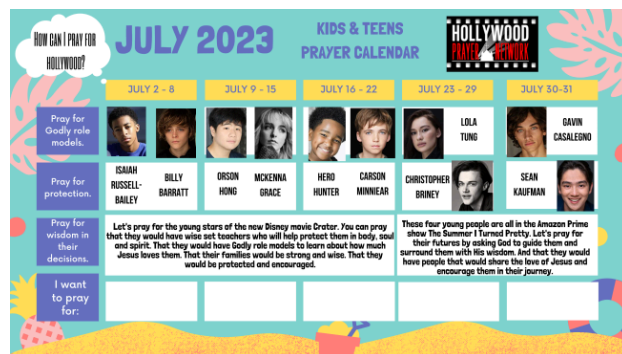 HOW CAN I PRAY FOR
HOLLYWOOD?
JULY 2023
KIDS & TEENS
PRAYER CALENDAR
HOLLYWOOD
PRAYER NETWORK
JULY 2 - 8
JULY 9 - 15
JULY 16 - 22
JULY 23 - 29
JULY 30-31
Pray for
Godly role
models.
LOLA
TUNG
GAVIN
CASALEGNO
Pray for
protection.
ISAIAH
RUSSELL-
BAILEY
BILLY
BARRATT
ORSON
HONG
MCKENNA
GRACE
HERO
HUNTER
CARSON
MINNIEAR
CHRISTOPHER
BRINEY
SEAN
KAUFMAN
Pray for
wisdom in
their
decisions.
Let's pray for the young stars of the new Disney movie Crater. You can pray
that they would have wise set teachers who will help protect them in body, soul
and spirit. That they would have Godly role models to learn about how much
Jesus loves them. That their families would be strong and wise. That they
would be protected and encouraged.
These four young people are all in the Amazon Prime
show The Summer I Turned Pretty. Let's pray for
their futures by asking God to guide them and
surround them with His wisdom. And that they would
have people that would share the love of Jesus and
encourage them in their journey.
I want
to pray
for: